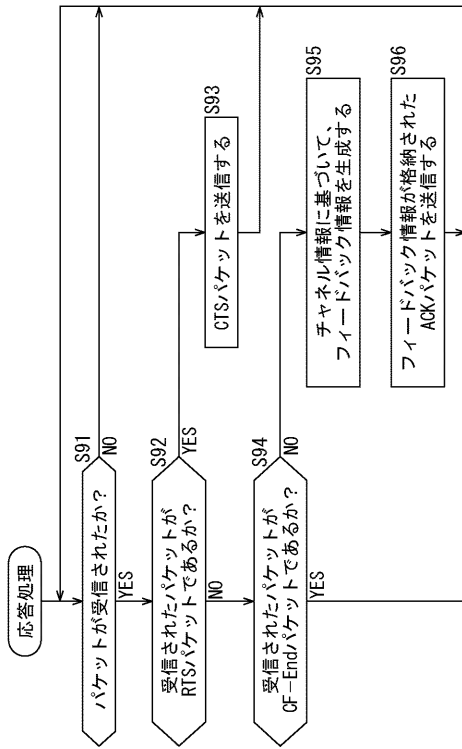 応答処理
S91
パケットが受信されたか?
NO
YES
S92
受信されたパケットが
RTSパケットであるか?
YES
NO
S93
CTSパケットを送信する
S94
受信されたパケットが
CF-Endパケットであるか?
NO
YES
S95
チャネル情報に基づいて、
フィードバック情報を生成する
S96
フィードバック情報が格納された
ACKパケットを送信する